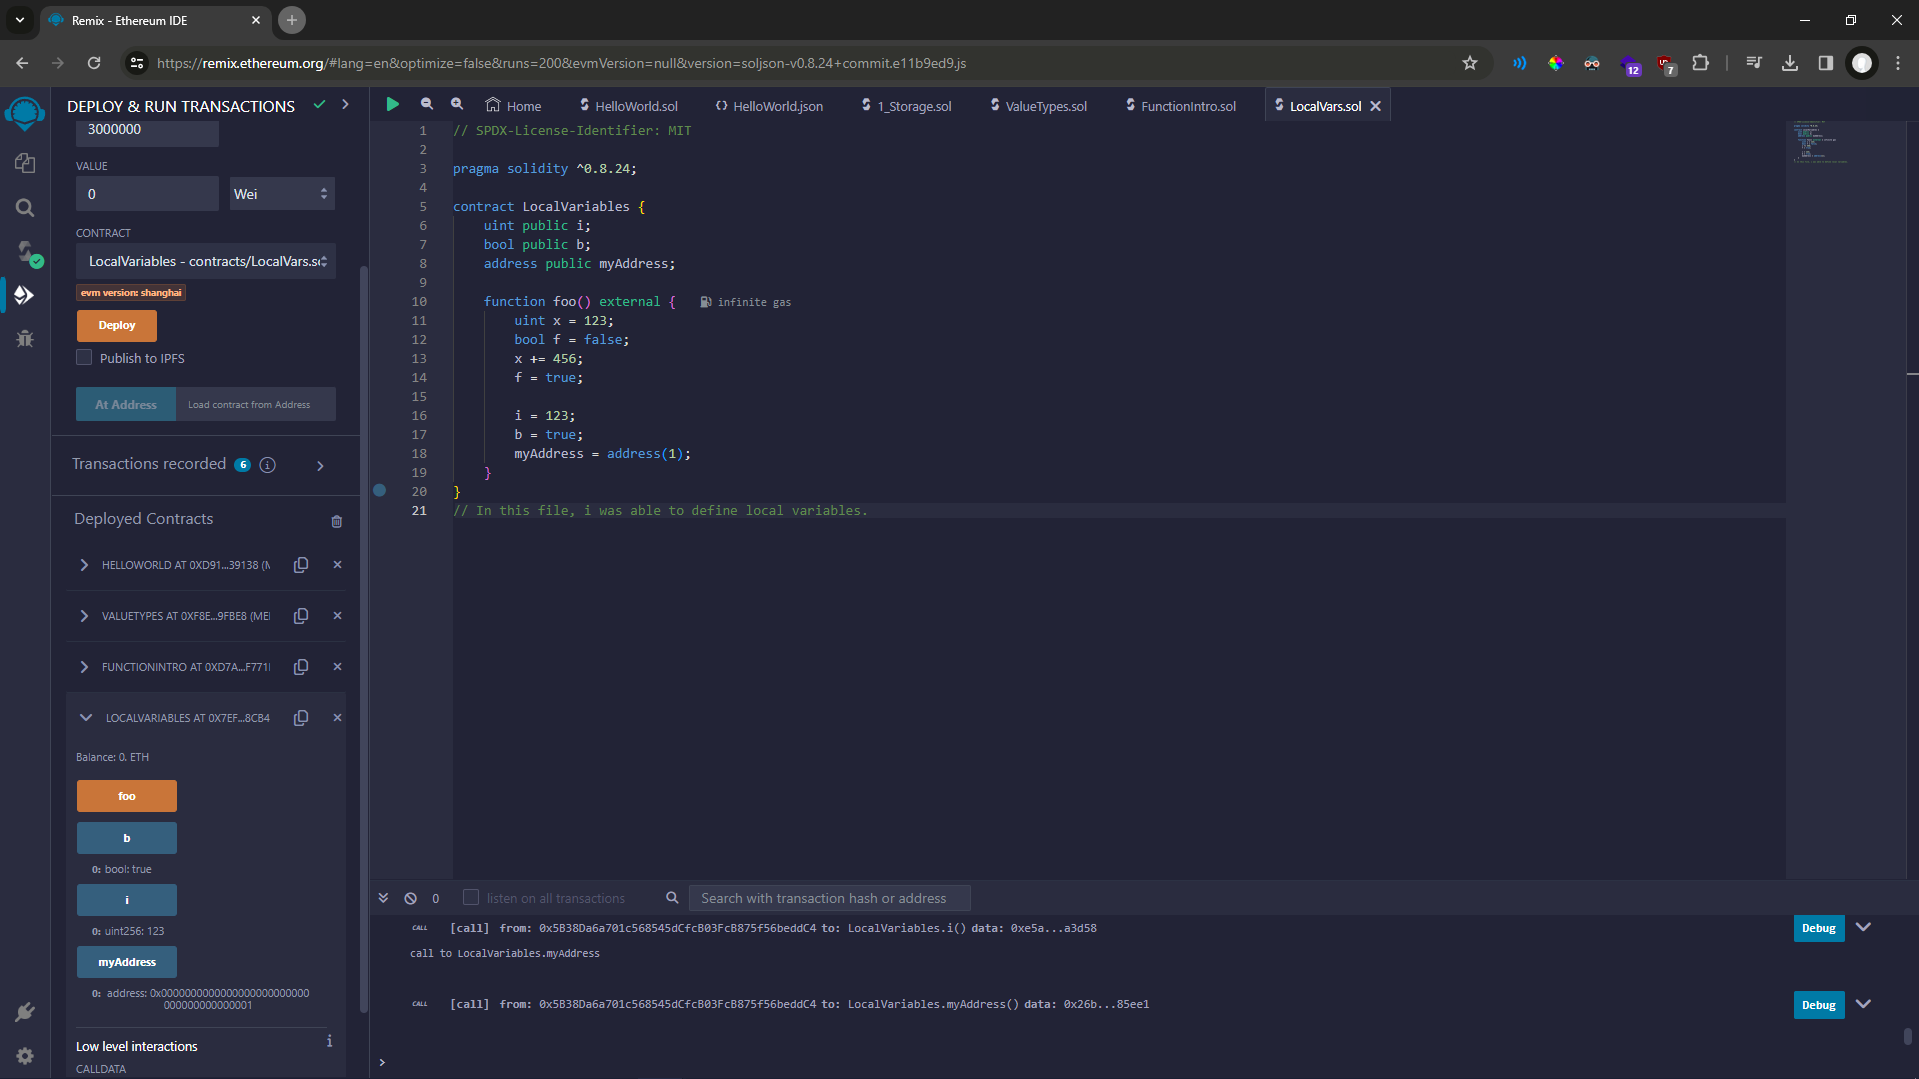 Remix - Ethereum IDE
https://remix.ethereum.org/#lang=en&optimize=false&runs=200&evmVersion=null&version=soljson-v0.8.24+commit.e11b9ed9.js
12
7
DEPLOY & RUN TRANSACTIONS
3000000
VALUE
0
Wei
CONTRACT
LocalVariables - contracts/LocalVars.so
evm version: shanghai
Deploy
Publish to IPFS
At Address
Load contract from Address
Transactions recorded 6 i
Deployed Contracts
HELLOWORLD AT 0XD91...39138 (M
VALUETYPES AT 0XF8E...9FBE8 (MEI
FUNCTIONINTRO AT 0XD7A...F771I
LOCALVARIABLES AT 0X7EF...8CB4
Balance: 0. ETH
foo
b
0: bool: true
i
0: uint256: 123
myAddress
0: address: 0x00000000000000000000000000
00000000000001
Low level interactions
i
CALLDATA
Home
HelloWorld.sol
HelloWorld.json
1_Storage.sol
ValueTypes.sol
FunctionIntro.sol
LocalVars.sol
1 // SPDX-License-Identifier: MIT
2
3 pragma solidity ^0.8.24;
4
5 contract LocalVariables {
6 uint public i;
7 bool public b;
8 address public myAddress;
9
10 function foo() external { infinite gas
11 uint x = 123;
12 bool f = false;
13 x += 456;
14 f = true;
15
16 i = 123;
17 b = true;
18 myAddress = address(1);
19 }
20 }
21 // In this file, i was able to define local variables.
0
listen on all transactions
Search with transaction hash or address
CALL [call] from: 0x5B38Da6a701c568545dCfcB03FcB875f56beddC4 to: LocalVariables.i() data: 0xe5a...a3d58
Debug
call to LocalVariables.myAddress
CALL [call] from: 0x5B38Da6a701c568545dCfcB03FcB875f56beddC4 to: LocalVariables.myAddress() data: 0x26b...85ee1
Debug
>